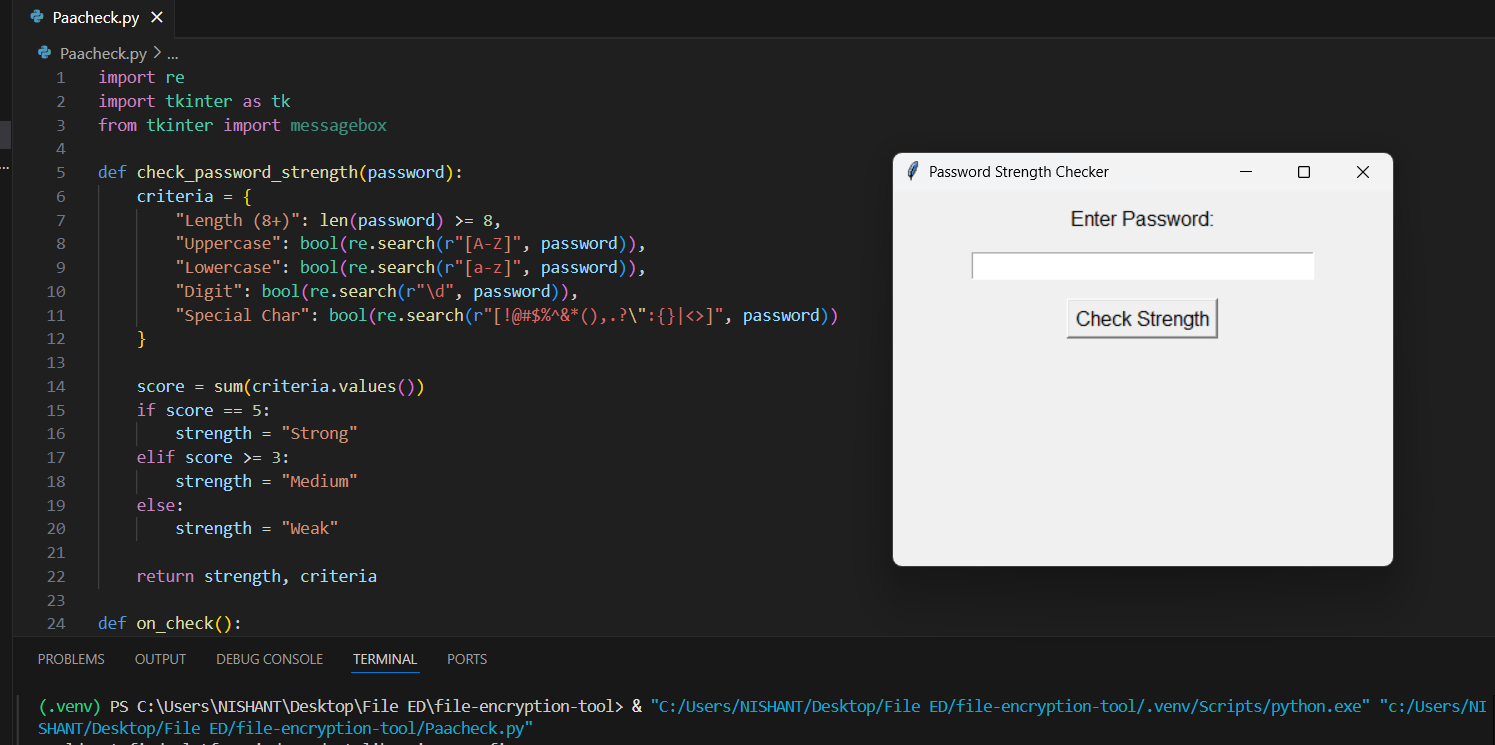 Paacheck.py
Paacheck.py > ...
1 import re
2 import tkinter as tk
3 from tkinter import messagebox
4
5 def check_password_strength(password):
6     criteria = {
7         "Length (8+)": len(password) >= 8,
8         "Uppercase": bool(re.search(r"[A-Z]", password)),
9         "Lowercase": bool(re.search(r"[a-z]", password)),
10         "Digit": bool(re.search(r"\d", password)),
11         "Special Char": bool(re.search(r"[!@#$%^&*(),.?\":{}|<>]", password))
12     }
13
14     score = sum(criteria.values())
15     if score == 5:
16         strength = "Strong"
17     elif score >= 3:
18         strength = "Medium"
19     else:
20         strength = "Weak"
21
22     return strength, criteria
23
24 def on_check():
Password Strength Checker
Enter Password:
Check Strength
PROBLEMS OUTPUT DEBUG CONSOLE TERMINAL PORTS
(.venv) PS C:\Users\NISHANT\Desktop\File ED\file-encryption-tool> & "C:/Users/NISHANT/Desktop/File ED/file-encryption-tool/.venv/Scripts/python.exe" "c:/Users/NI
SHANT/Desktop/File ED/file-encryption-tool/Paacheck.py"